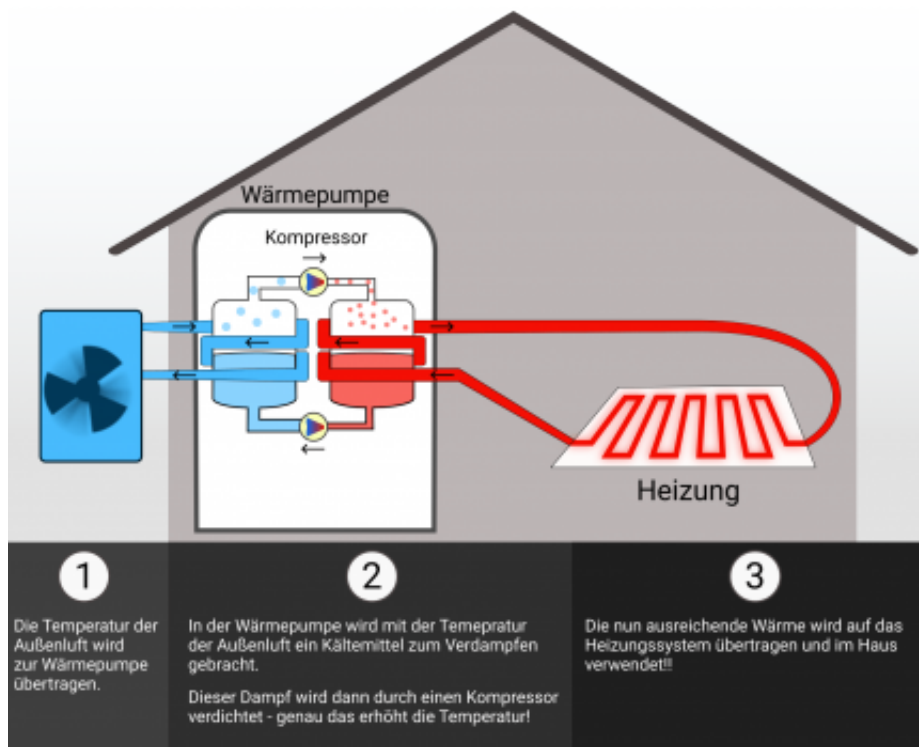 Wärmepumpe
Kompressor
Heizung
1
Die Temperatur der
Außenluft wird
zur Wärmepumpe
übertragen.
2
In der Wärmepumpe wird mit der Temepratur
der Außenluft ein Kältemittel zum Verdampfen
gebracht.
Dieser Dampf wird dann durch einen Kompressor
verdichtet - genau das erhöht die Temperatur!
3
Die nun ausreichende Wärme wird auf das
Heizungssystem übertragen und im Haus
verwendet!!